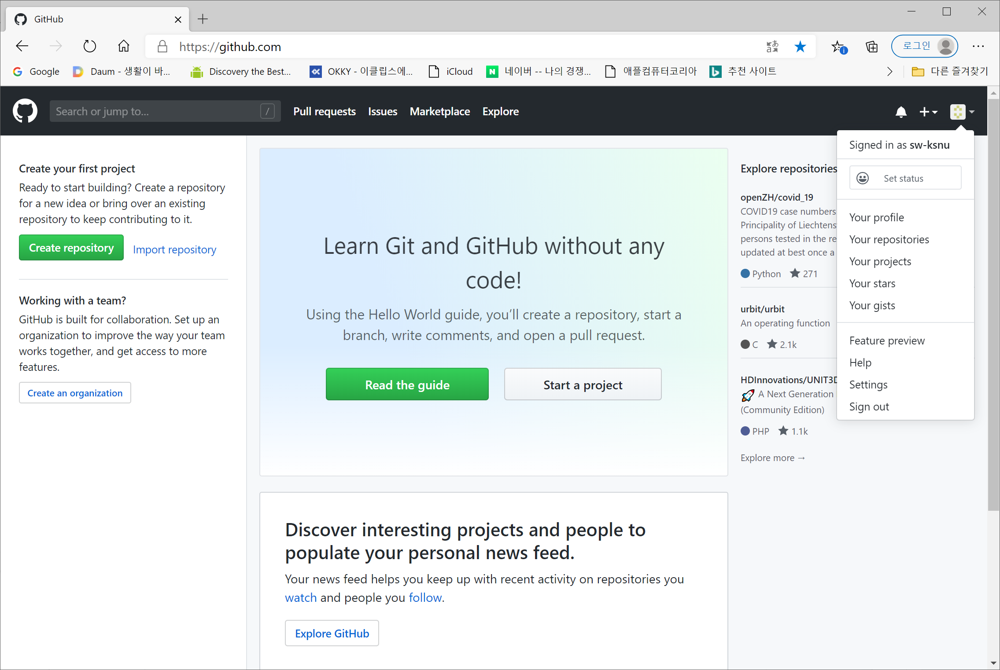 GitHub
https://github.com
로그인
Google
Daum - 생활이 바...
Discovery the Best...
OKKY - 이클립스에...
iCloud
네이버 -- 나의 경쟁...
애플컴퓨터코리아
추천 사이트
다른 즐겨찾기
Search or jump to...
/
Pull requests
Issues
Marketplace
Explore
Create your first project
Ready to start building? Create a repository
for a new idea or bring over an existing
repository to keep contributing to it.
Create repository
Import repository
Working with a team?
GitHub is built for collaboration. Set up an
organization to improve the way your team
works together, and get access to more
features.
Create an organization
Learn Git and GitHub without any
code!
Using the Hello World guide, you’ll create a repository, start a
branch, write comments, and open a pull request.
Read the guide
Start a project
Discover interesting projects and people to
populate your personal news feed.
Your news feed helps you keep up with recent activity on repositories you
watch and people you follow.
Explore GitHub
Explore repositories
openZH/covid_19
COVID19 case numbers
Principality of Liechtens
persons tested in the re
updated at best once a
Python ★ 271
urbit/urbit
An operating function
C ★ 2.1k
HDInnovations/UNIT3D
🚀 A Next Generation
(Community Edition)
PHP ★ 1.1k
Explore more →
Signed in as sw-ksnu
Set status
Your profile
Your repositories
Your projects
Your stars
Your gists
Feature preview
Help
Settings
Sign out